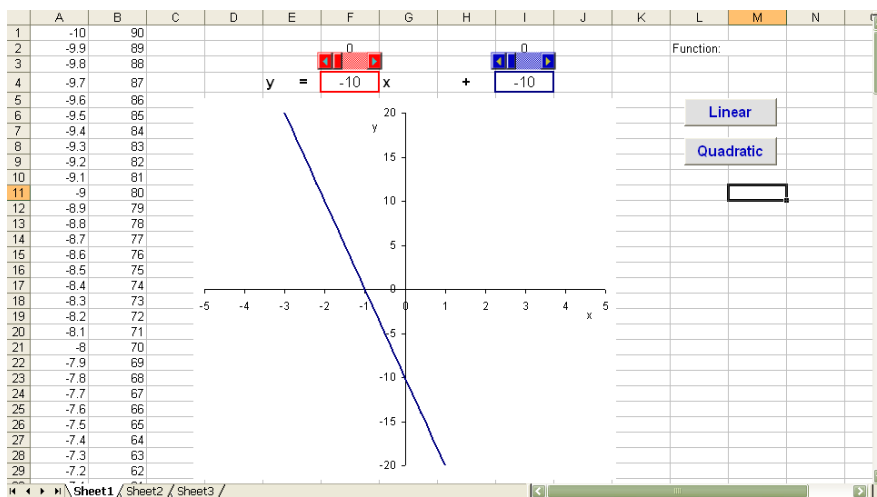 A B C D E F G H I J K L M N
1 -10 90
2 -9.9 89 0 0 Function:
3 -9.8 88
4 -9.7 87 y = -10 x + -10
5 -9.6 86
6 -9.5 85 20 Linear
7 -9.4 84 y
8 -9.3 83 Quadratic
9 -9.2 82 15
10 -9.1 81
11 -9 80
12 -8.9 79 10
13 -8.8 78
14 -8.7 77
15 -8.6 76 5
16 -8.5 75
17 -8.4 74 0
18 -8.3 73 -5 -4 -3 -2 -1 0 1 2 3 4 5
19 -8.2 72 x
20 -8.1 71 -5
21 -8 70
22 -7.9 69
23 -7.8 68 -10
24 -7.7 67
25 -7.6 66
26 -7.5 65 -15
27 -7.4 64
28 -7.3 63
29 -7.2 62 -20
Sheet1 Sheet2 Sheet3